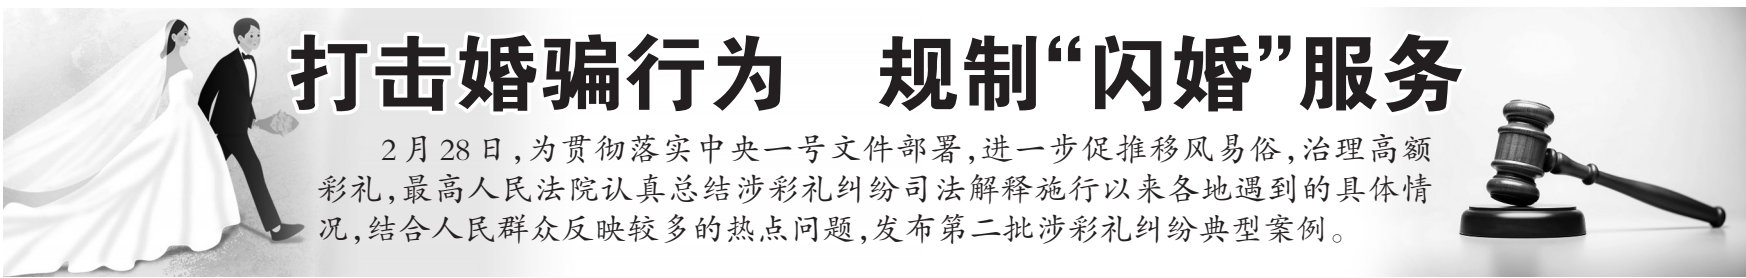 打击婚骗行为　规制“闪婚”服务
2月28日,为贯彻落实中央一号文件部署,进一步促推移风易俗,治理高额
彩礼,最高人民法院认真总结涉彩礼纠纷司法解释施行以来各地遇到的具体情
况,结合人民群众反映较多的热点问题,发布第二批涉彩礼纠纷典型案例。